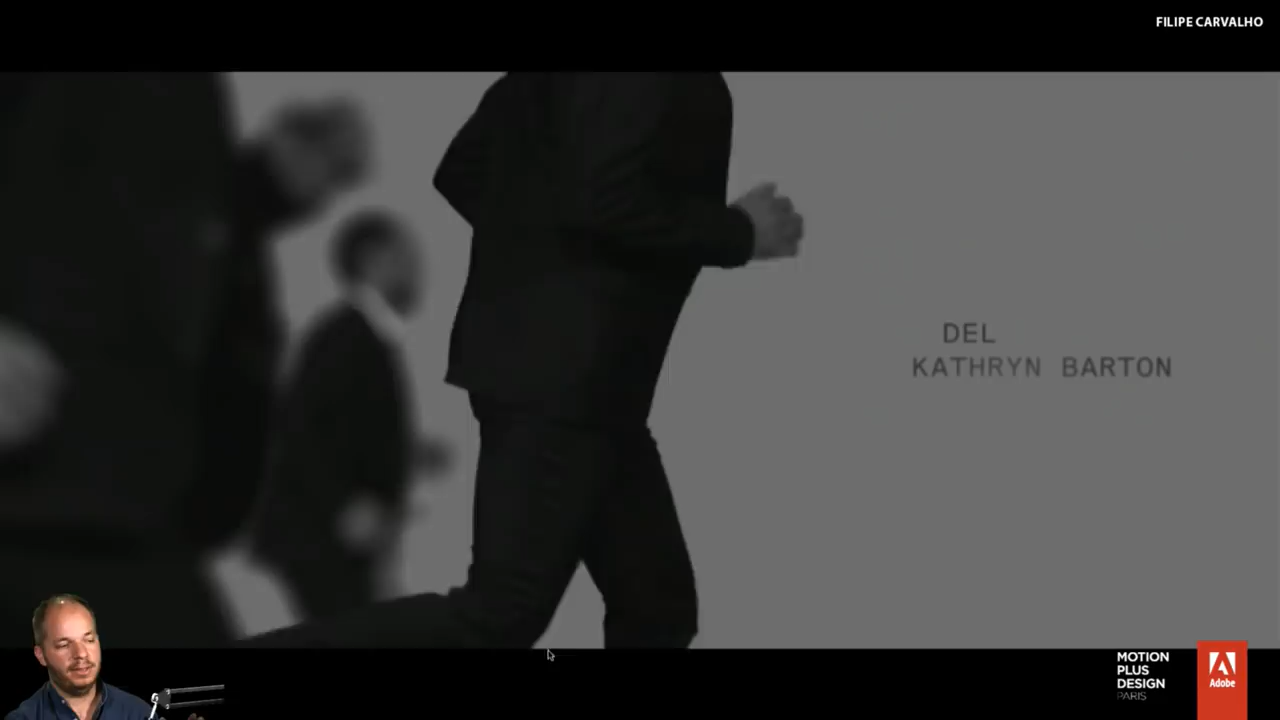 FILIPE CARVALHO
DEL
KATHRYN BARTON
MOTION
PLUS
DESIGN
PARIS
Adobe